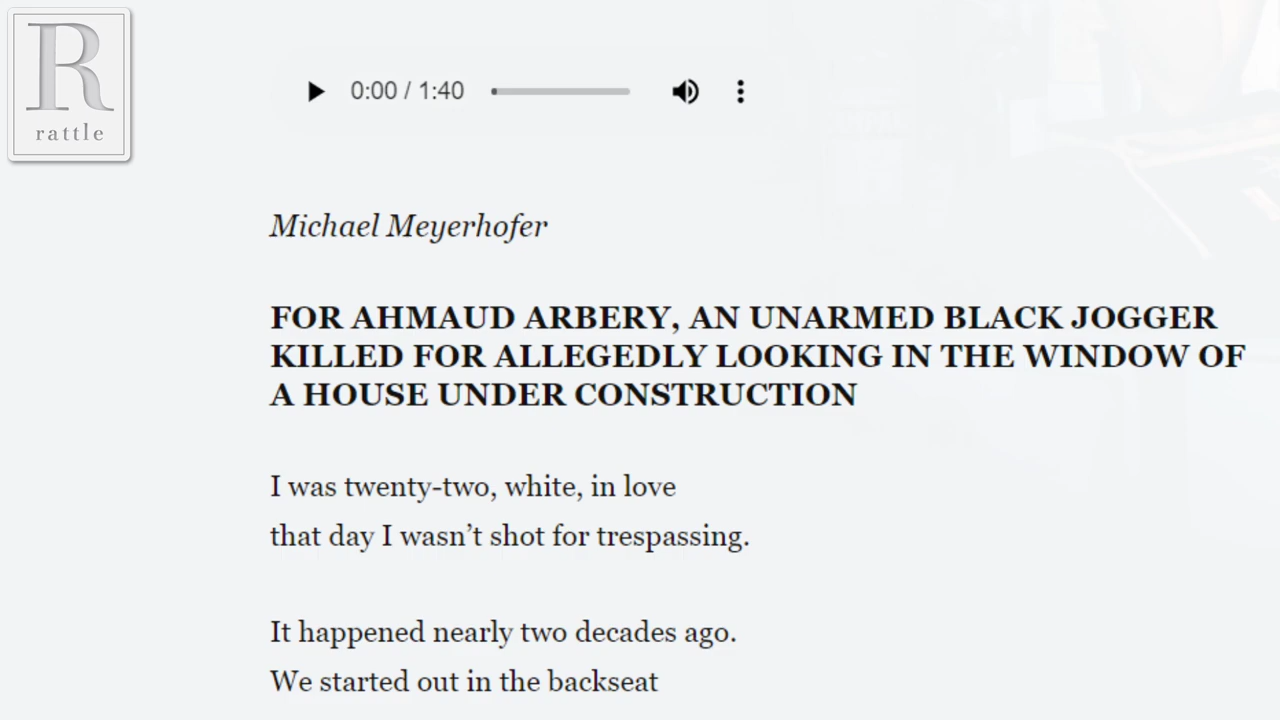 R
rattle
0:00 / 1:40
Michael Meyerhofer
FOR AHMAUD ARBERY, AN UNARMED BLACK JOGGER
KILLED FOR ALLEGEDLY LOOKING IN THE WINDOW OF
A HOUSE UNDER CONSTRUCTION
I was twenty-two, white, in love
that day I wasn’t shot for trespassing.
It happened nearly two decades ago.
We started out in the backseat